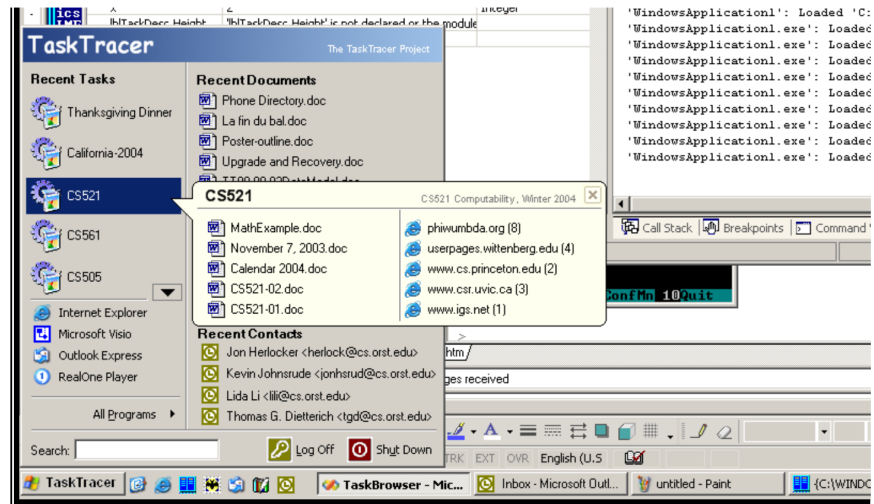 X
2
Integer
lblTaskDesc.Height
'lblTaskDesc.Height' is not declared or the module
TaskTracer
The TaskTracer Project
Recent Tasks
Thanksgiving Dinner
California-2004
CS521
CS561
CS505
Internet Explorer
Microsoft Visio
Outlook Express
RealOne Player
All Programs
Search:
Recent Documents
Phone Directory.doc
La fin du bal.doc
Poster-outline.doc
Upgrade and Recovery.doc
CS521
CS521 Computability, Winter 2004
MathExample.doc
November 7, 2003.doc
Calendar 2004.doc
CS521-02.doc
CS521-01.doc
phiwumbda.org (8)
userpages.wittenberg.edu (4)
www.cs.princeton.edu (2)
www.csr.uvic.ca (3)
www.igs.net (1)
Recent Contacts
Jon Herlocker <herlock@cs.orst.edu>
Kevin Johnsrude <jonhsrud@cs.orst.edu>
Lida Li <lili@cs.orst.edu>
Thomas G. Dietterich <tgd@cs.orst.edu>
Log Off
Shut Down
'WindowsApplication1': Loaded 'C:
'WindowsApplication1.exe': Loaded
'WindowsApplication1.exe': Loaded
'WindowsApplication1.exe': Loaded
'WindowsApplication1.exe': Loaded
'WindowsApplication1.exe': Loaded
'WindowsApplication1.exe': Loaded
'WindowsApplication1.exe': Loaded
'WindowsApplication1.exe': Loaded
'WindowsApplication1.exe': Loaded
'WindowsApplication1.exe': Loaded
'WindowsApplication1.exe': Loaded
Call Stack
Breakpoints
Command
ConfMn 10Quit
htm
ges received
TRK EXT OVR English (U.S
TaskTracer
TaskBrowser - Mic...
Inbox - Microsoft Outl...
untitled - Paint
{C:\WINDO